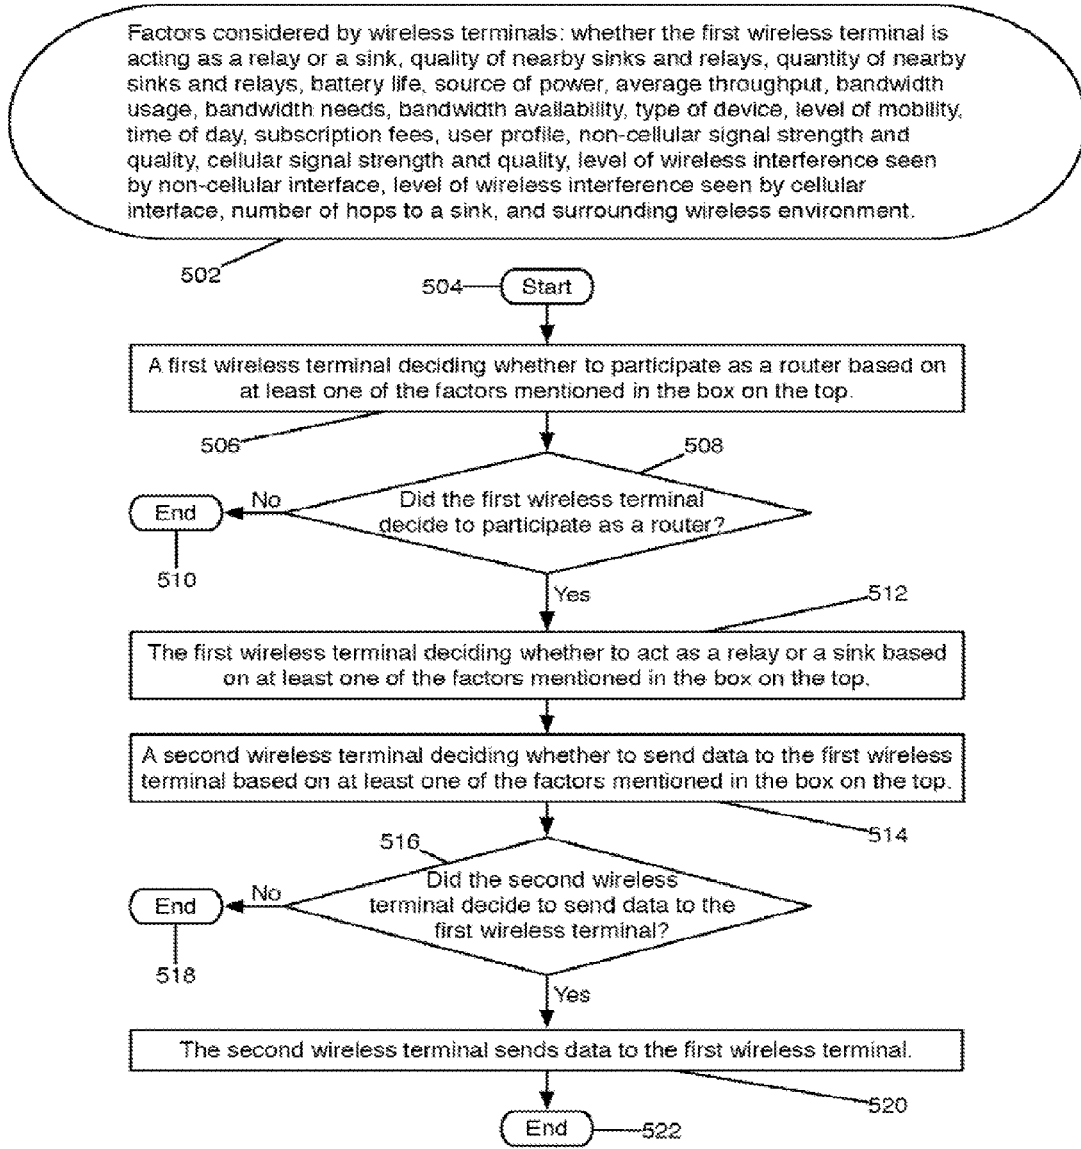 Factors considered by wireless terminals: whether the first wireless terminal is
acting as a relay or a sink, quality of nearby sinks and relays, quantity of nearby
sinks and relays, battery life, source of power, average throughput, bandwidth
usage, bandwidth needs, bandwidth availability, type of device, level of mobility,
time of day, subscription fees, user profile, non-cellular signal strength and
quality, cellular signal strength and quality, level of wireless interference seen
by non-cellular interface, level of wireless interference seen by cellular
interface, number of hops to a sink, and surrounding wireless environment.
502
504
Start
A first wireless terminal deciding whether to participate as a router based on
at least one of the factors mentioned in the box on the top.
506
508
Did the first wireless terminal
decide to participate as a router?
No
End
510
Yes
512
The first wireless terminal deciding whether to act as a relay or a sink based
on at least one of the factors mentioned in the box on the top.
A second wireless terminal deciding whether to send data to the first wireless
terminal based on at least one of the factors mentioned in the box on the top.
514
516
Did the second wireless
terminal decide to send data to the
first wireless terminal?
No
End
518
Yes
The second wireless terminal sends data to the first wireless terminal.
520
End
522